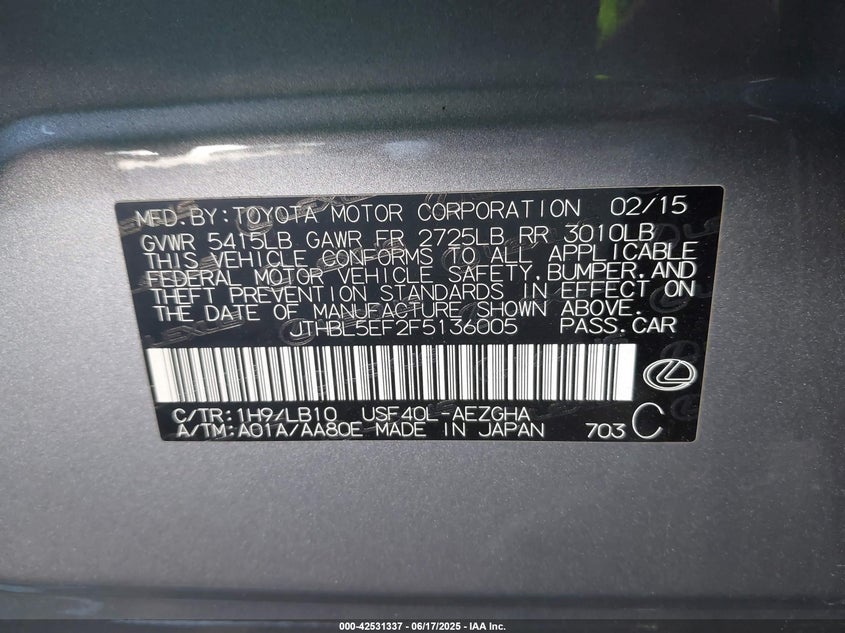 MFD. BY: TOYOTA MOTOR CORPORATION 02/15
GVWR 5415LB GAWR FR 2725LB RR 3010LB
THIS VEHICLE CONFORMS TO ALL APPLICABLE
FEDERAL MOTOR VEHICLE SAFETY, BUMPER, AND
THEFT PREVENTION STANDARDS IN EFFECT ON
THE DATE OF MANUFACTURE SHOWN ABOVE.
JTHBL5EF2F5136005 PASS.CAR
C/TR:1H9/LB10 USF40L-AEZGHA
A/TM:A01A/AA80E MADE IN JAPAN 703 C
000-42531337 - 06/17/2025 - IAA Inc.